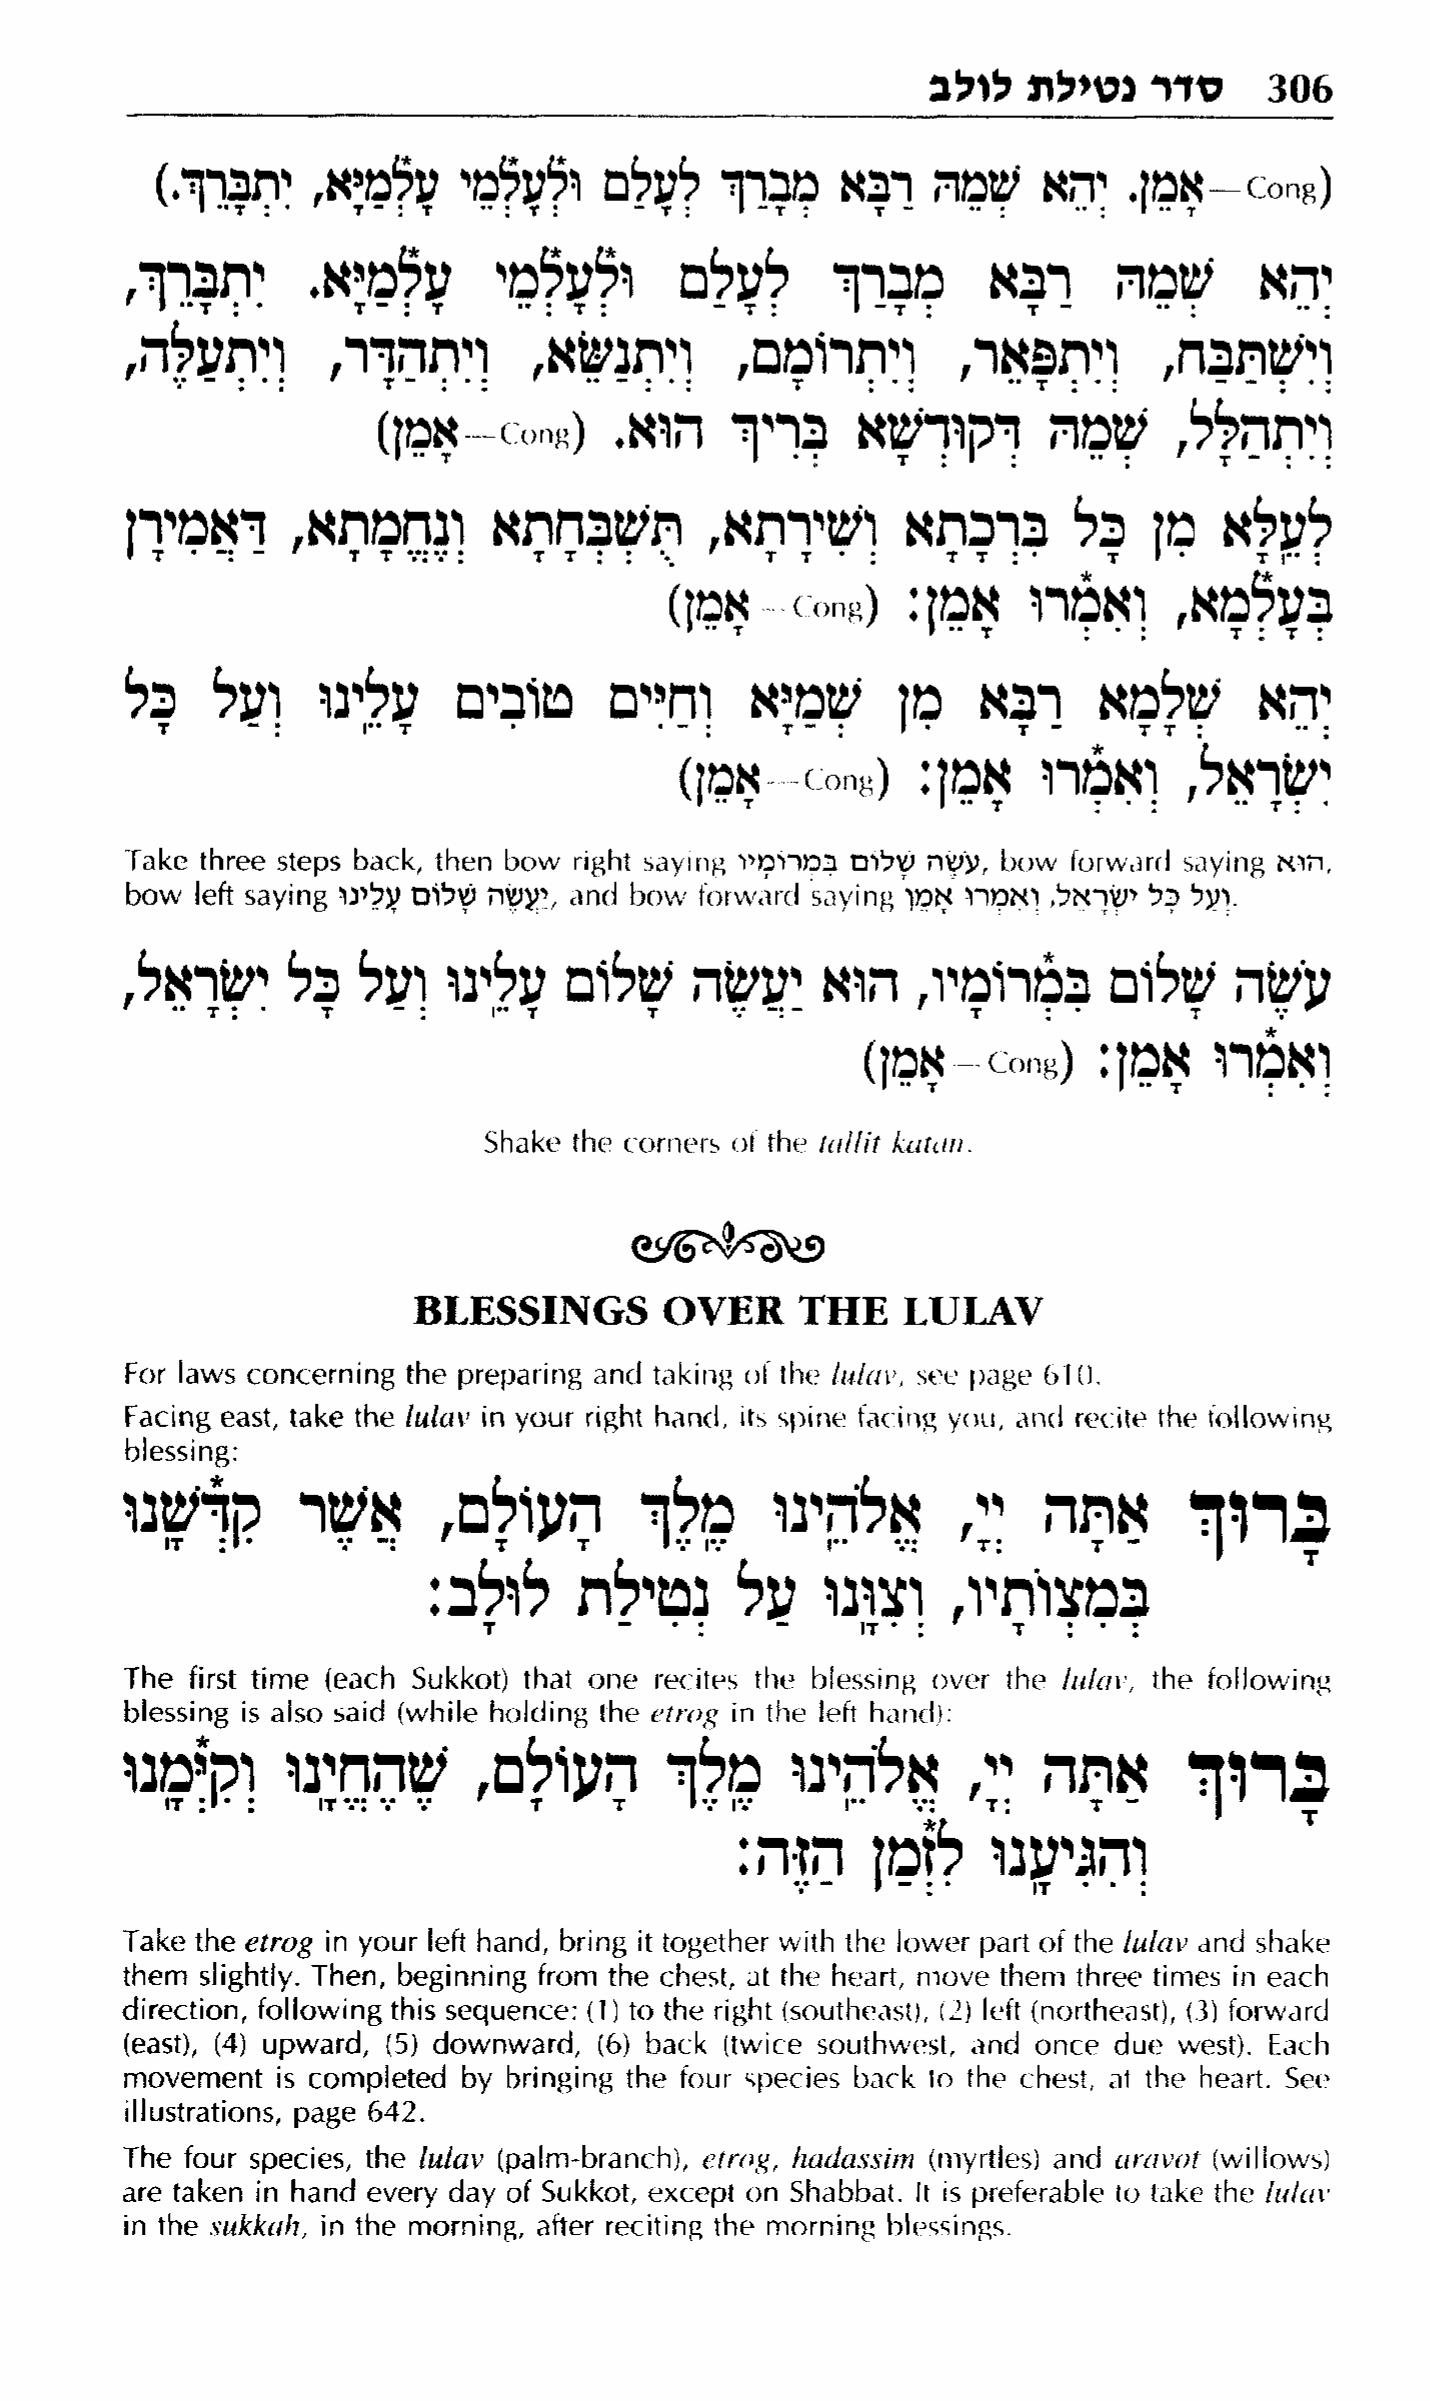 306 סדר נטילת לולב
(Cong—אָמֵן. יְהֵא שְׁמֵהּ רַבָּא מְבָרַךְ לְעָלַם וּלְעָלְמֵי עָלְמַיָּא, יִתְבָּרֵךְ.)
יְהֵא שְׁמֵהּ רַבָּא מְבָרַךְ לְעָלַם וּלְעָלְמֵי עָלְמַיָּא. יִתְבָּרֵךְ,
וְיִשְׁתַּבַּח, וְיִתְפָּאֵר, וְיִתְרוֹמָם, וְיִתְנַשֵּׂא, וְיִתְהַדָּר, וְיִתְעַלֶּה,
וְיִתְהַלָּל, שְׁמֵהּ דְּקוּדְשָׁא בְּרִיךְ הוּא. (Cong—אָמֵן)
לְעֵלָּא מִן כָּל בִּרְכָתָא וְשִׁירָתָא, תֻּשְׁבְּחָתָא וְנֶחֱמָתָא, דַּאֲמִירָן
בְּעָלְמָא, וְאִמְרוּ אָמֵן: (Cong—אָמֵן)
יְהֵא שְׁלָמָא רַבָּא מִן שְׁמַיָּא וְחַיִּים טוֹבִים עָלֵינוּ וְעַל כָּל
יִשְׂרָאֵל, וְאִמְרוּ אָמֵן: (Cong—אָמֵן)
Take three steps back, then bow right saying עֹשֶׂה שָׁלוֹם בִּמְרוֹמָיו, bow forward saying הוּא,
bow left saying יַעֲשֶׂה שָׁלוֹם עָלֵינוּ, and bow forward saying וְעַל כָּל יִשְׂרָאֵל, וְאִמְרוּ אָמֵן.
עֹשֶׂה שָׁלוֹם בִּמְרוֹמָיו, הוּא יַעֲשֶׂה שָׁלוֹם עָלֵינוּ וְעַל כָּל יִשְׂרָאֵל,
וְאִמְרוּ אָמֵן: (Cong—אָמֵן)
Shake the corners of the tallit katan.
BLESSINGS OVER THE LULAV
For laws concerning the preparing and taking of the lulav, see page 610.
Facing east, take the lulav in your right hand, its spine facing you, and recite the following
blessing:
בָּרוּךְ אַתָּה יְיָ, אֱלֹהֵינוּ מֶלֶךְ הָעוֹלָם, אֲשֶׁר קִדְּשָׁנוּ
בְּמִצְוֹתָיו, וְצִוָּנוּ עַל נְטִילַת לוּלָב:
The first time (each Sukkot) that one recites the blessing over the lulav, the following
blessing is also said (while holding the etrog in the left hand):
בָּרוּךְ אַתָּה יְיָ, אֱלֹהֵינוּ מֶלֶךְ הָעוֹלָם, שֶׁהֶחֱיָנוּ וְקִיְּמָנוּ
וְהִגִּיעָנוּ לִזְּמַן הַזֶּה:
Take the etrog in your left hand, bring it together with the lower part of the lulav and shake
them slightly. Then, beginning from the chest, at the heart, move them three times in each
direction, following this sequence: (1) to the right (southeast), (2) left (northeast), (3) forward
(east), (4) upward, (5) downward, (6) back (twice southwest, and once due west). Each
movement is completed by bringing the four species back to the chest, at the heart. See
illustrations, page 642.
The four species, the lulav (palm-branch), etrog, hadassim (myrtles) and aravot (willows)
are taken in hand every day of Sukkot, except on Shabbat. It is preferable to take the lulav
in the sukkah, in the morning, after reciting the morning blessings.